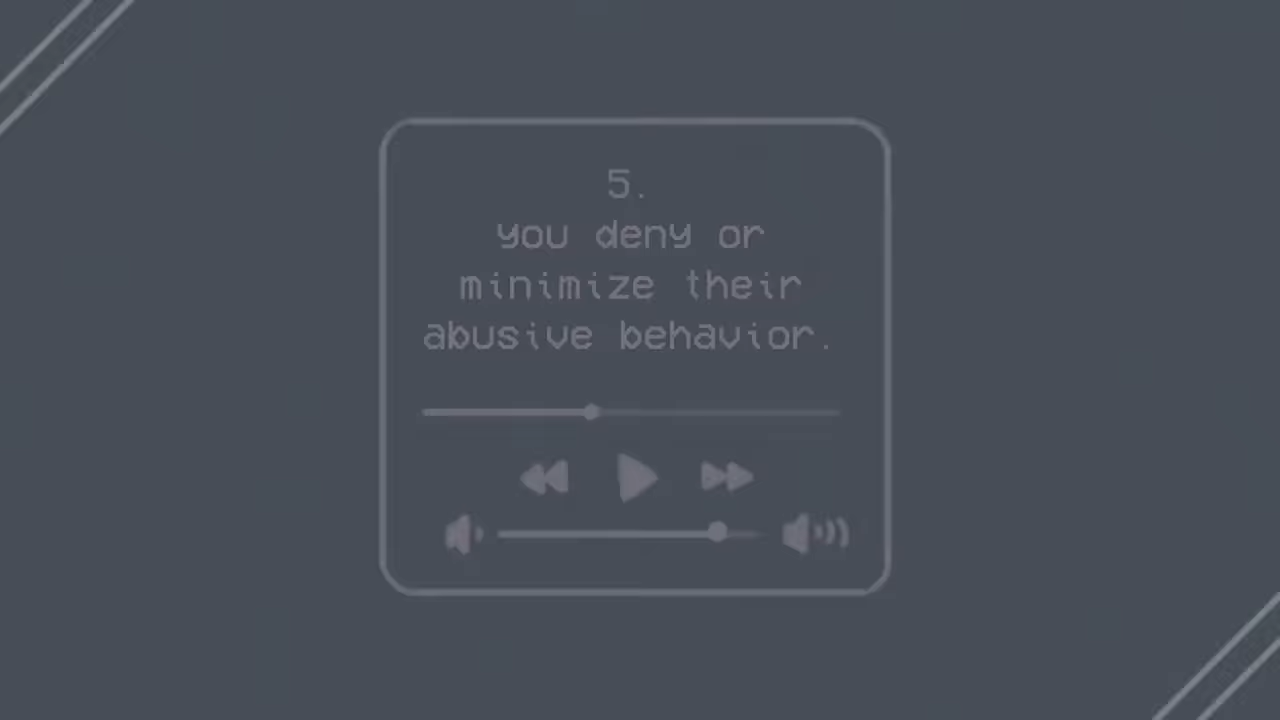 5.
you deny or
minimize their
abusive behavior.